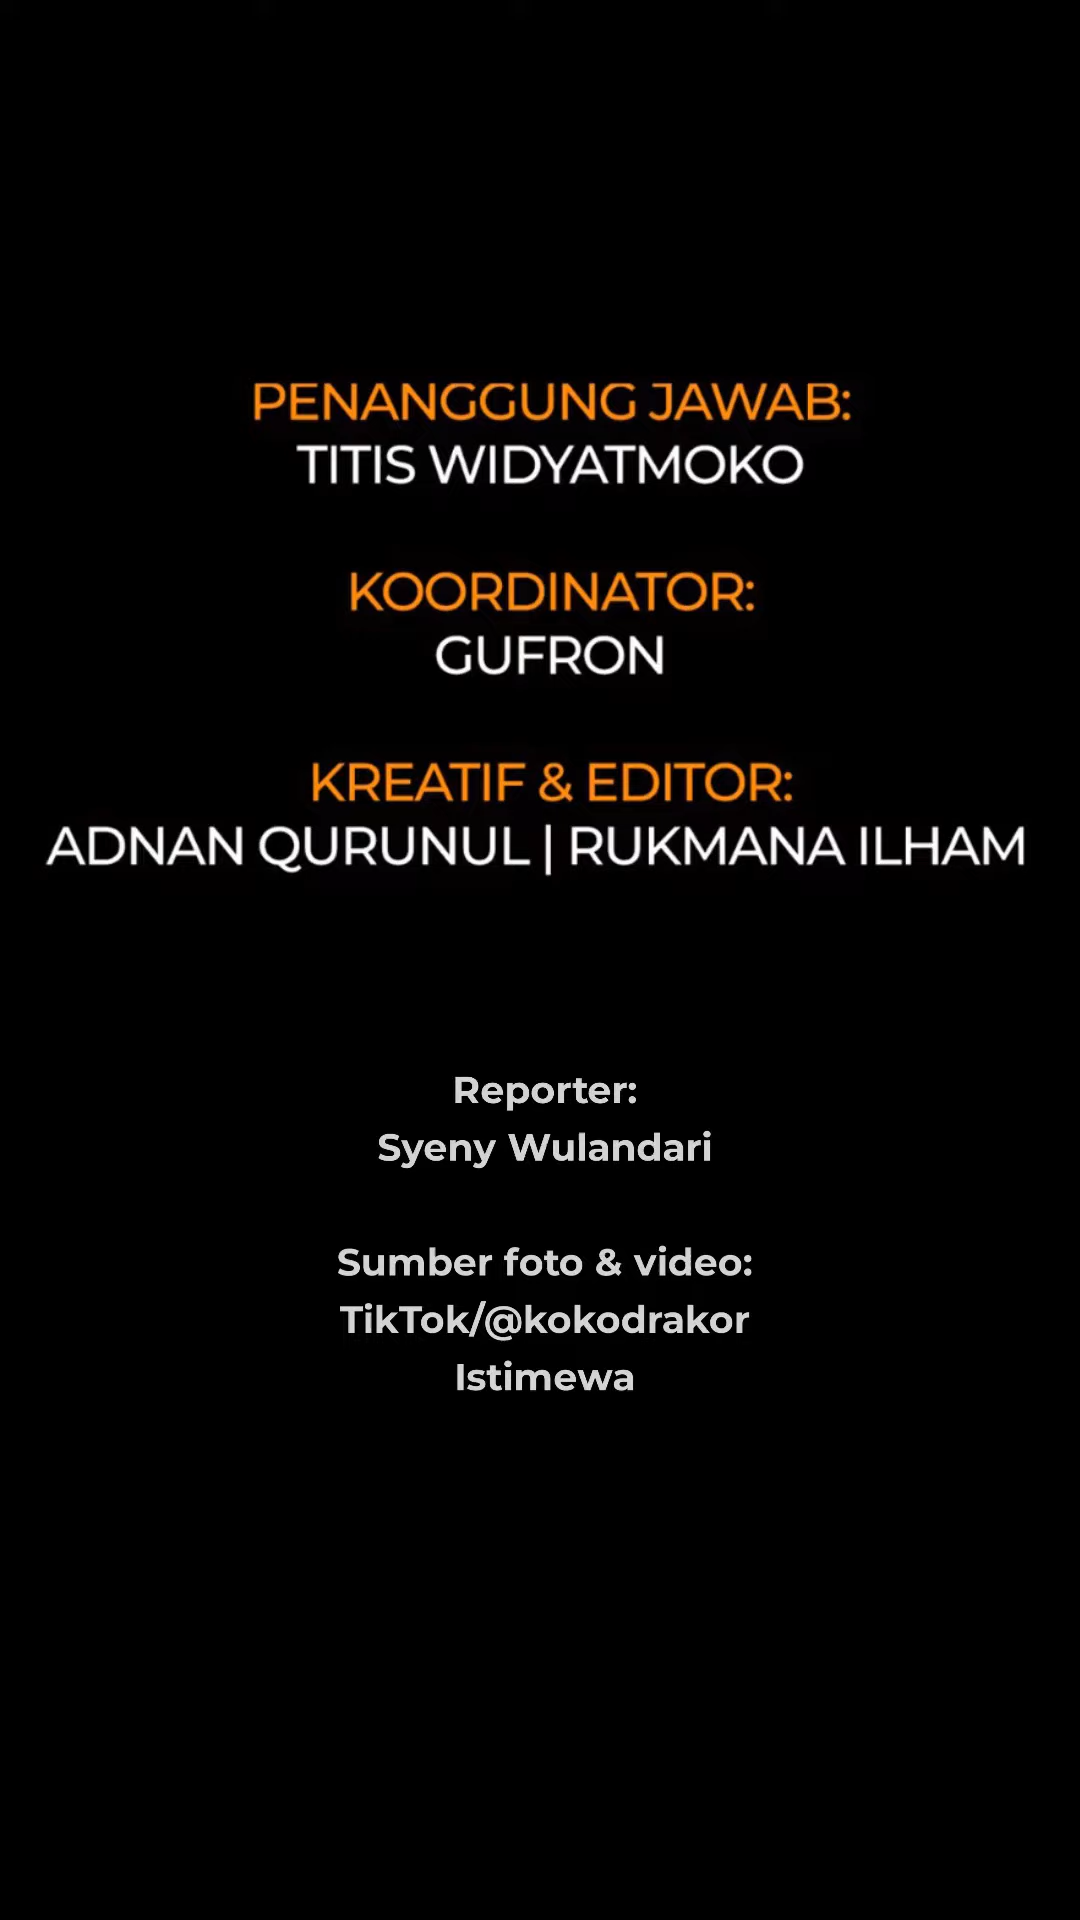 PENANGGUNG JAWAB:
TITIS WIDYATMOKO
KOORDINATOR:
GUFRON
KREATIF & EDITOR:
ADNAN QURUNUL | RUKMANA ILHAM
Reporter:
Syeny Wulandari
Sumber foto & video:
TikTok/@kokodrakor
Istimewa